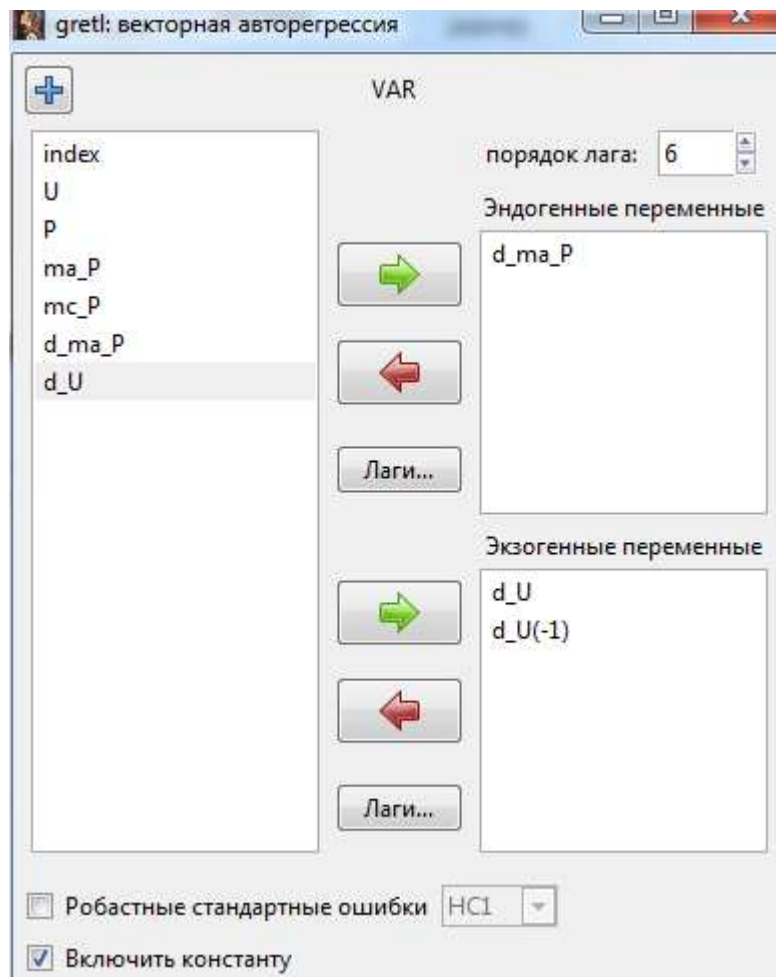 gretl: векторная авторегрессия
VAR
index
U
P
ma_P
mc_P
d_ma_P
d_U
порядок лага: 6
Эндогенные переменные
d_ma_P
Лаги...
Экзогенные переменные
d_U
d_U(-1)
Лаги...
Робастные стандартные ошибки HC1
Включить константу